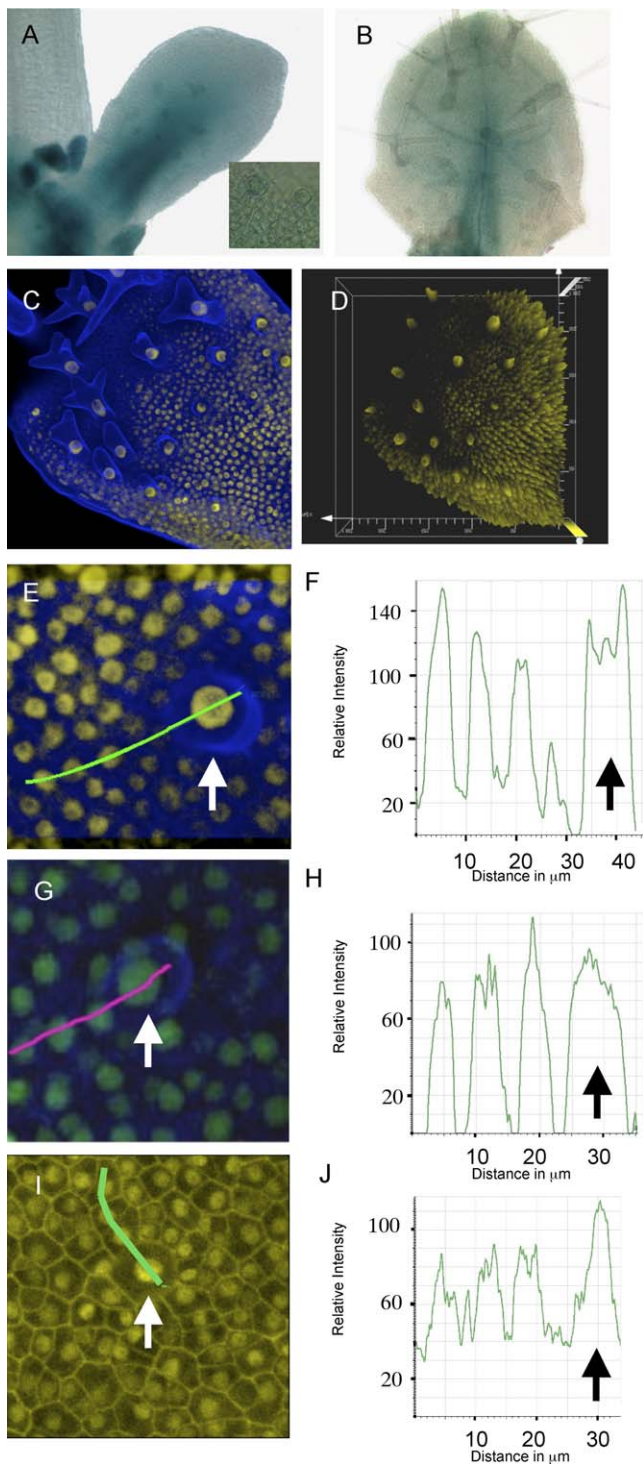 A
B
C
D
E
F
140
100
60
20
Relative Intensity
10 20 30 40
Distance in μm
G
H
100
60
20
Relative Intensity
10 20 30
Distance in μm
I
J
100
60
20
Relative Intensity
10 20 30
Distance in μm